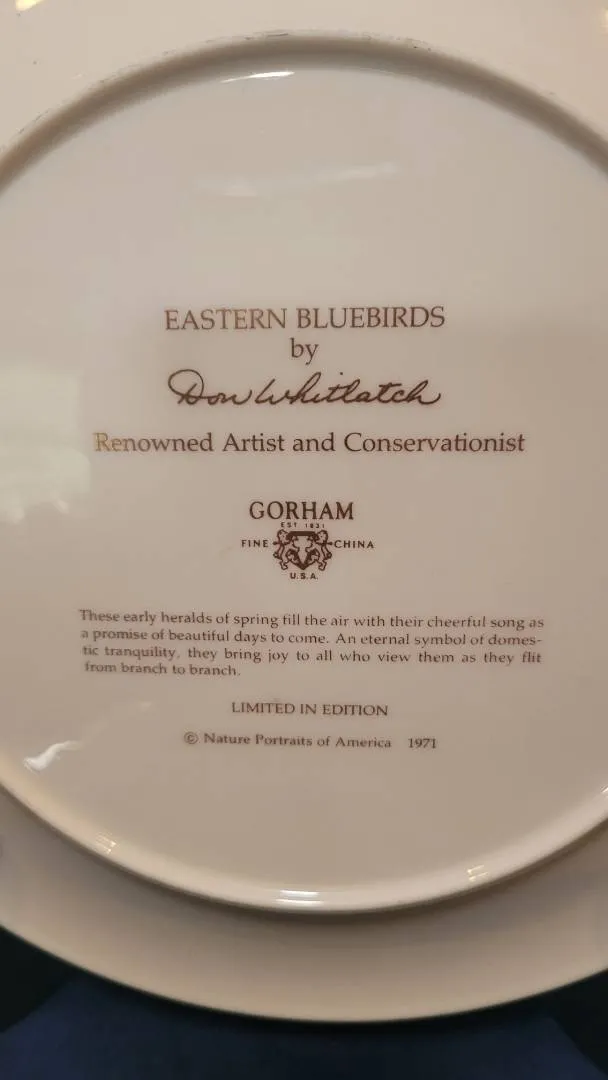 EASTERN BLUEBIRDS
by
Don Whitlatch
Renowned Artist and Conservationist
GORHAM
EST. 1831
FINE CHINA
U.S.A.
These early heralds of spring fill the air with their cheerful song as
a promise of beautiful days to come. An eternal symbol of domes-
tic tranquility, they bring joy to all who view them as they flit
from branch to branch.
LIMITED IN EDITION
© Nature Portraits of America 1971